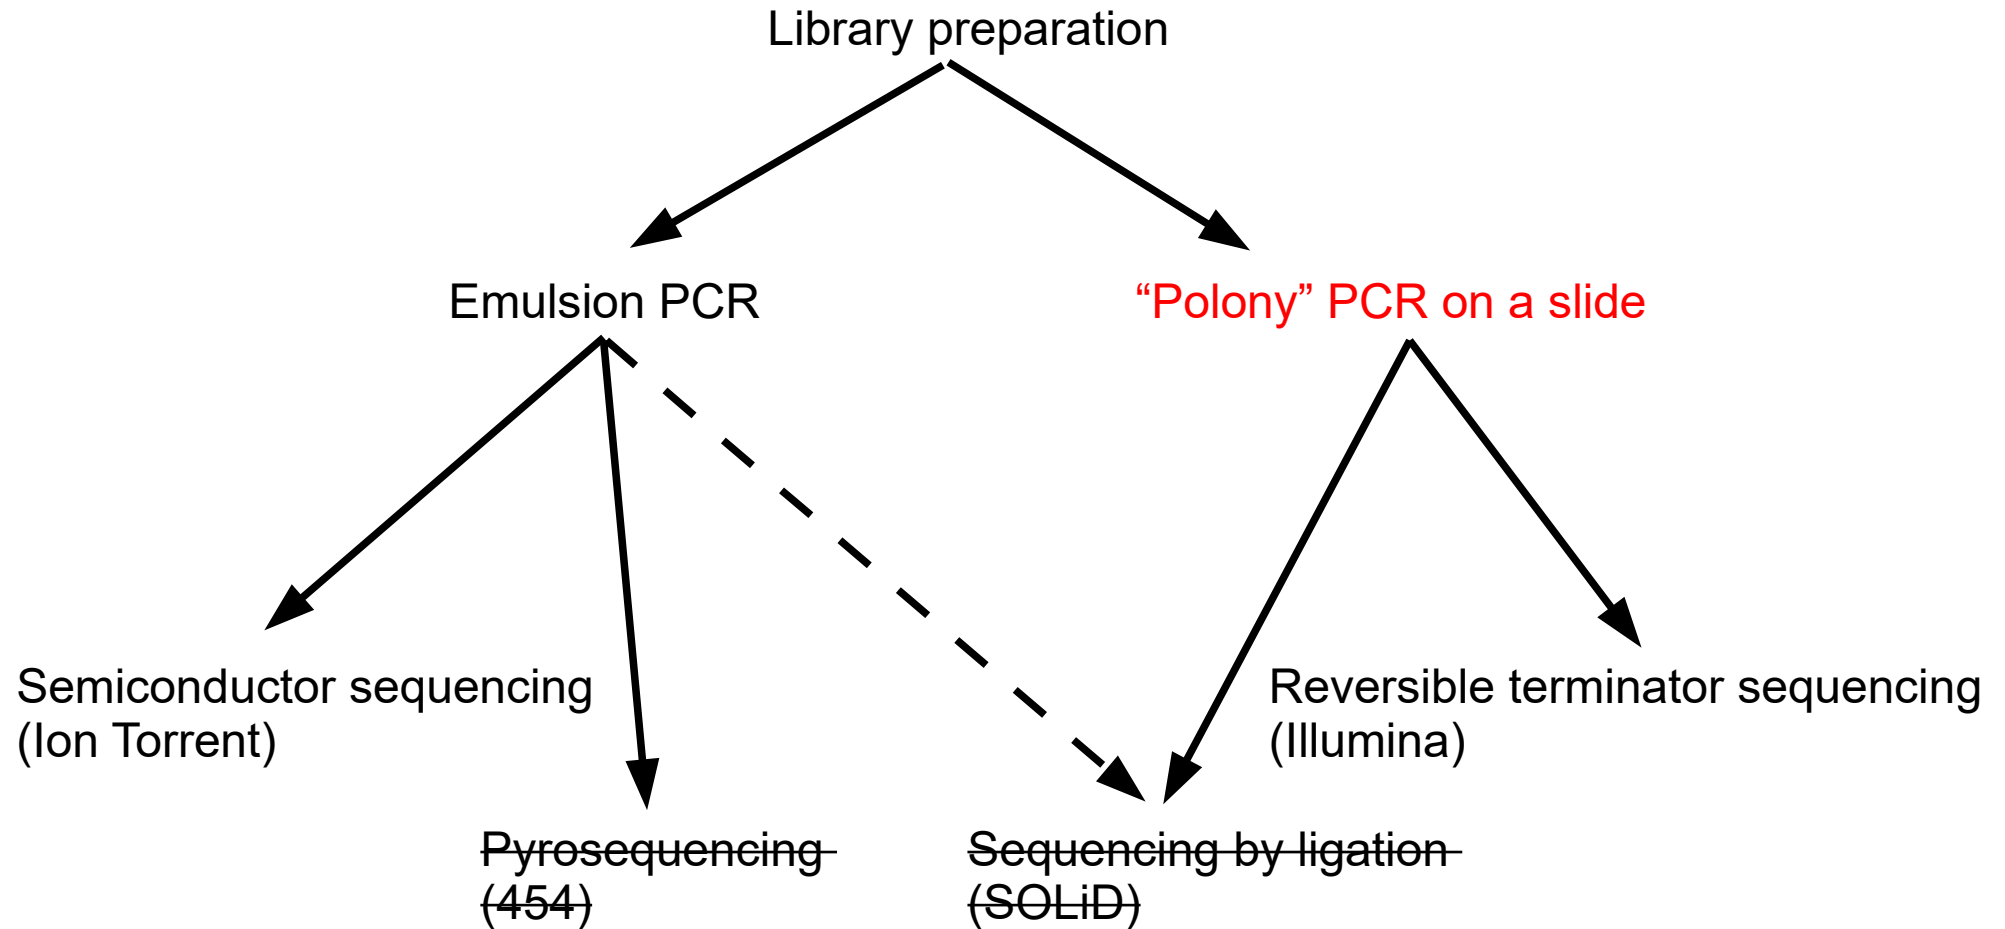 Library preparation
Emulsion PCR
“Polony” PCR on a slide
Semiconductor sequencing
(Ion Torrent)
Reversible terminator sequencing
(Illumina)
Pyrosequencing
(454)
Sequencing by ligation
(SOLiD)